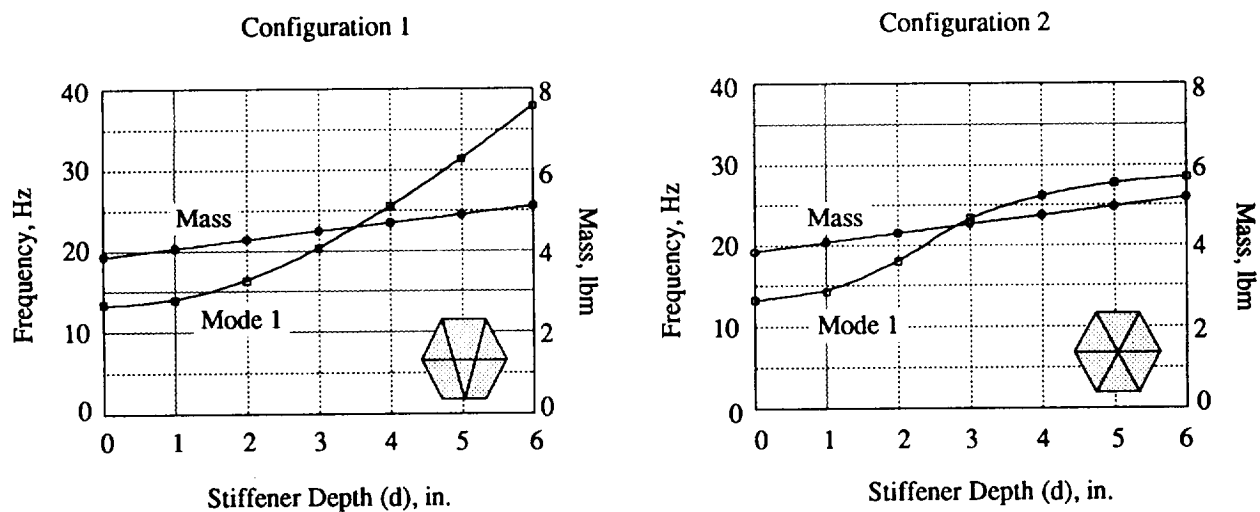 Configuration 1
40
30
20
10
0
Frequency, Hz
8
6
4
2
0
Mass, lbm
Mass
Mode 1
0 1 2 3 4 5 6
Stiffener Depth (d), in.
Configuration 2
40
30
20
10
0
Frequency, Hz
8
6
4
2
0
Mass, lbm
Mass
Mode 1
0 1 2 3 4 5 6
Stiffener Depth (d), in.